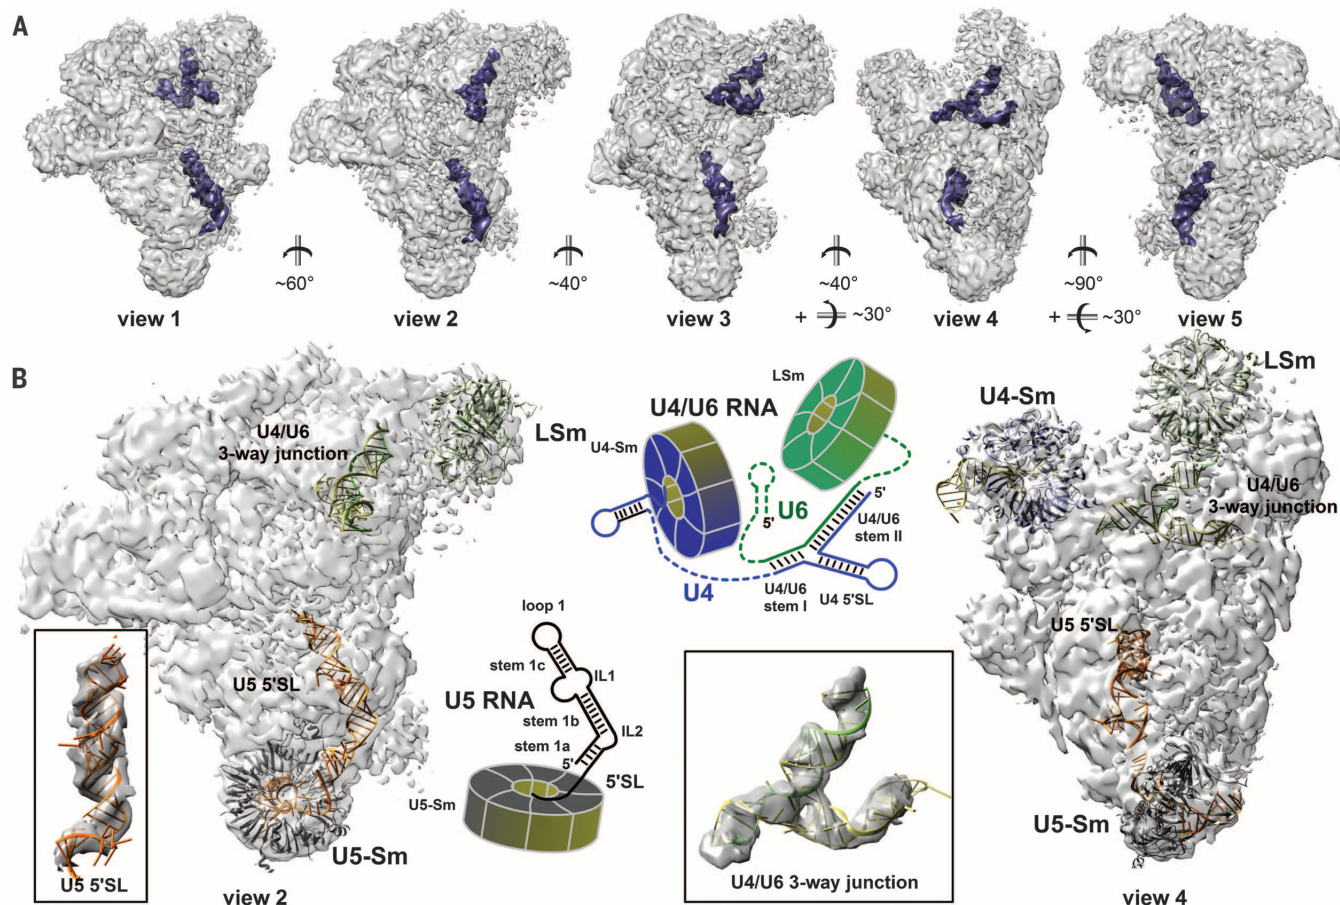 A
~60°
~40°
~40°
~90°
+ ~30°
+ ~30°
view 1
view 2
view 3
view 4
view 5
B
U4/U6
3-way junction
LSm
U5 5'SL
U5-Sm
U5 5'SL
view 2
LSm
U4/U6 RNA
U4-Sm
5'
U6
5'
U4/U6
stem II
U4
U4/U6
stem I
U4 5'SL
loop 1
stem 1c
IL1
U5 RNA
stem 1b
IL2
stem 1a
5'
5'SL
U5-Sm
U4/U6 3-way junction
LSm
U4-Sm
U4/U6
3-way junction
U5 5'SL
U5-Sm
view 4